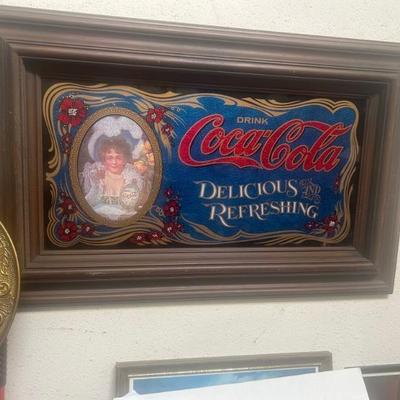 DRINK
Coca-Cola
DELICIOUS AND
REFRESHING